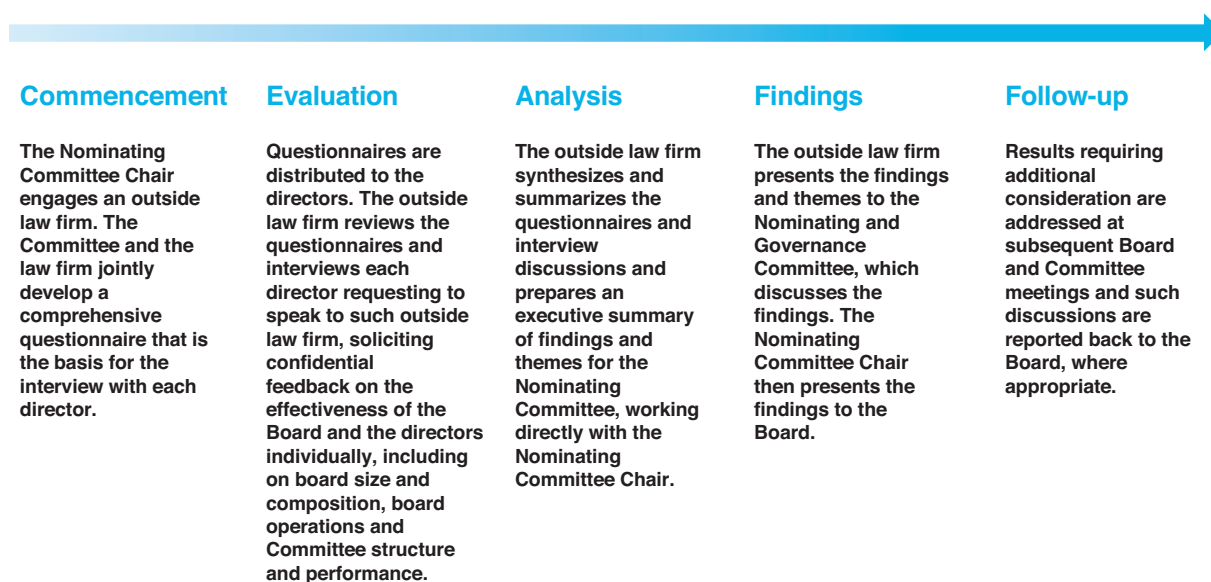 Commencement
The Nominating
Committee Chair
engages an outside
law firm. The
Committee and the
law firm jointly
develop a
comprehensive
questionnaire that is
the basis for the
interview with each
director.
Evaluation
Questionnaires are
distributed to the
directors. The outside
law firm reviews the
questionnaires and
interviews each
director requesting to
speak to such outside
law firm, soliciting
confidential
feedback on the
effectiveness of the
Board and the directors
individually, including
on board size and
composition, board
operations and
Committee structure
and performance.
Analysis
The outside law firm
synthesizes and
summarizes the
questionnaires and
interview
discussions and
prepares an
executive summary
of findings and
themes for the
Nominating
Committee, working
directly with the
Nominating
Committee Chair.
Findings
The outside law firm
presents the findings
and themes to the
Nominating and
Governance
Committee, which
discusses the
findings. The
Nominating
Committee Chair
then presents the
findings to the
Board.
Follow-up
Results requiring
additional
consideration are
addressed at
subsequent Board
and Committee
meetings and such
discussions are
reported back to the
Board, where
appropriate.